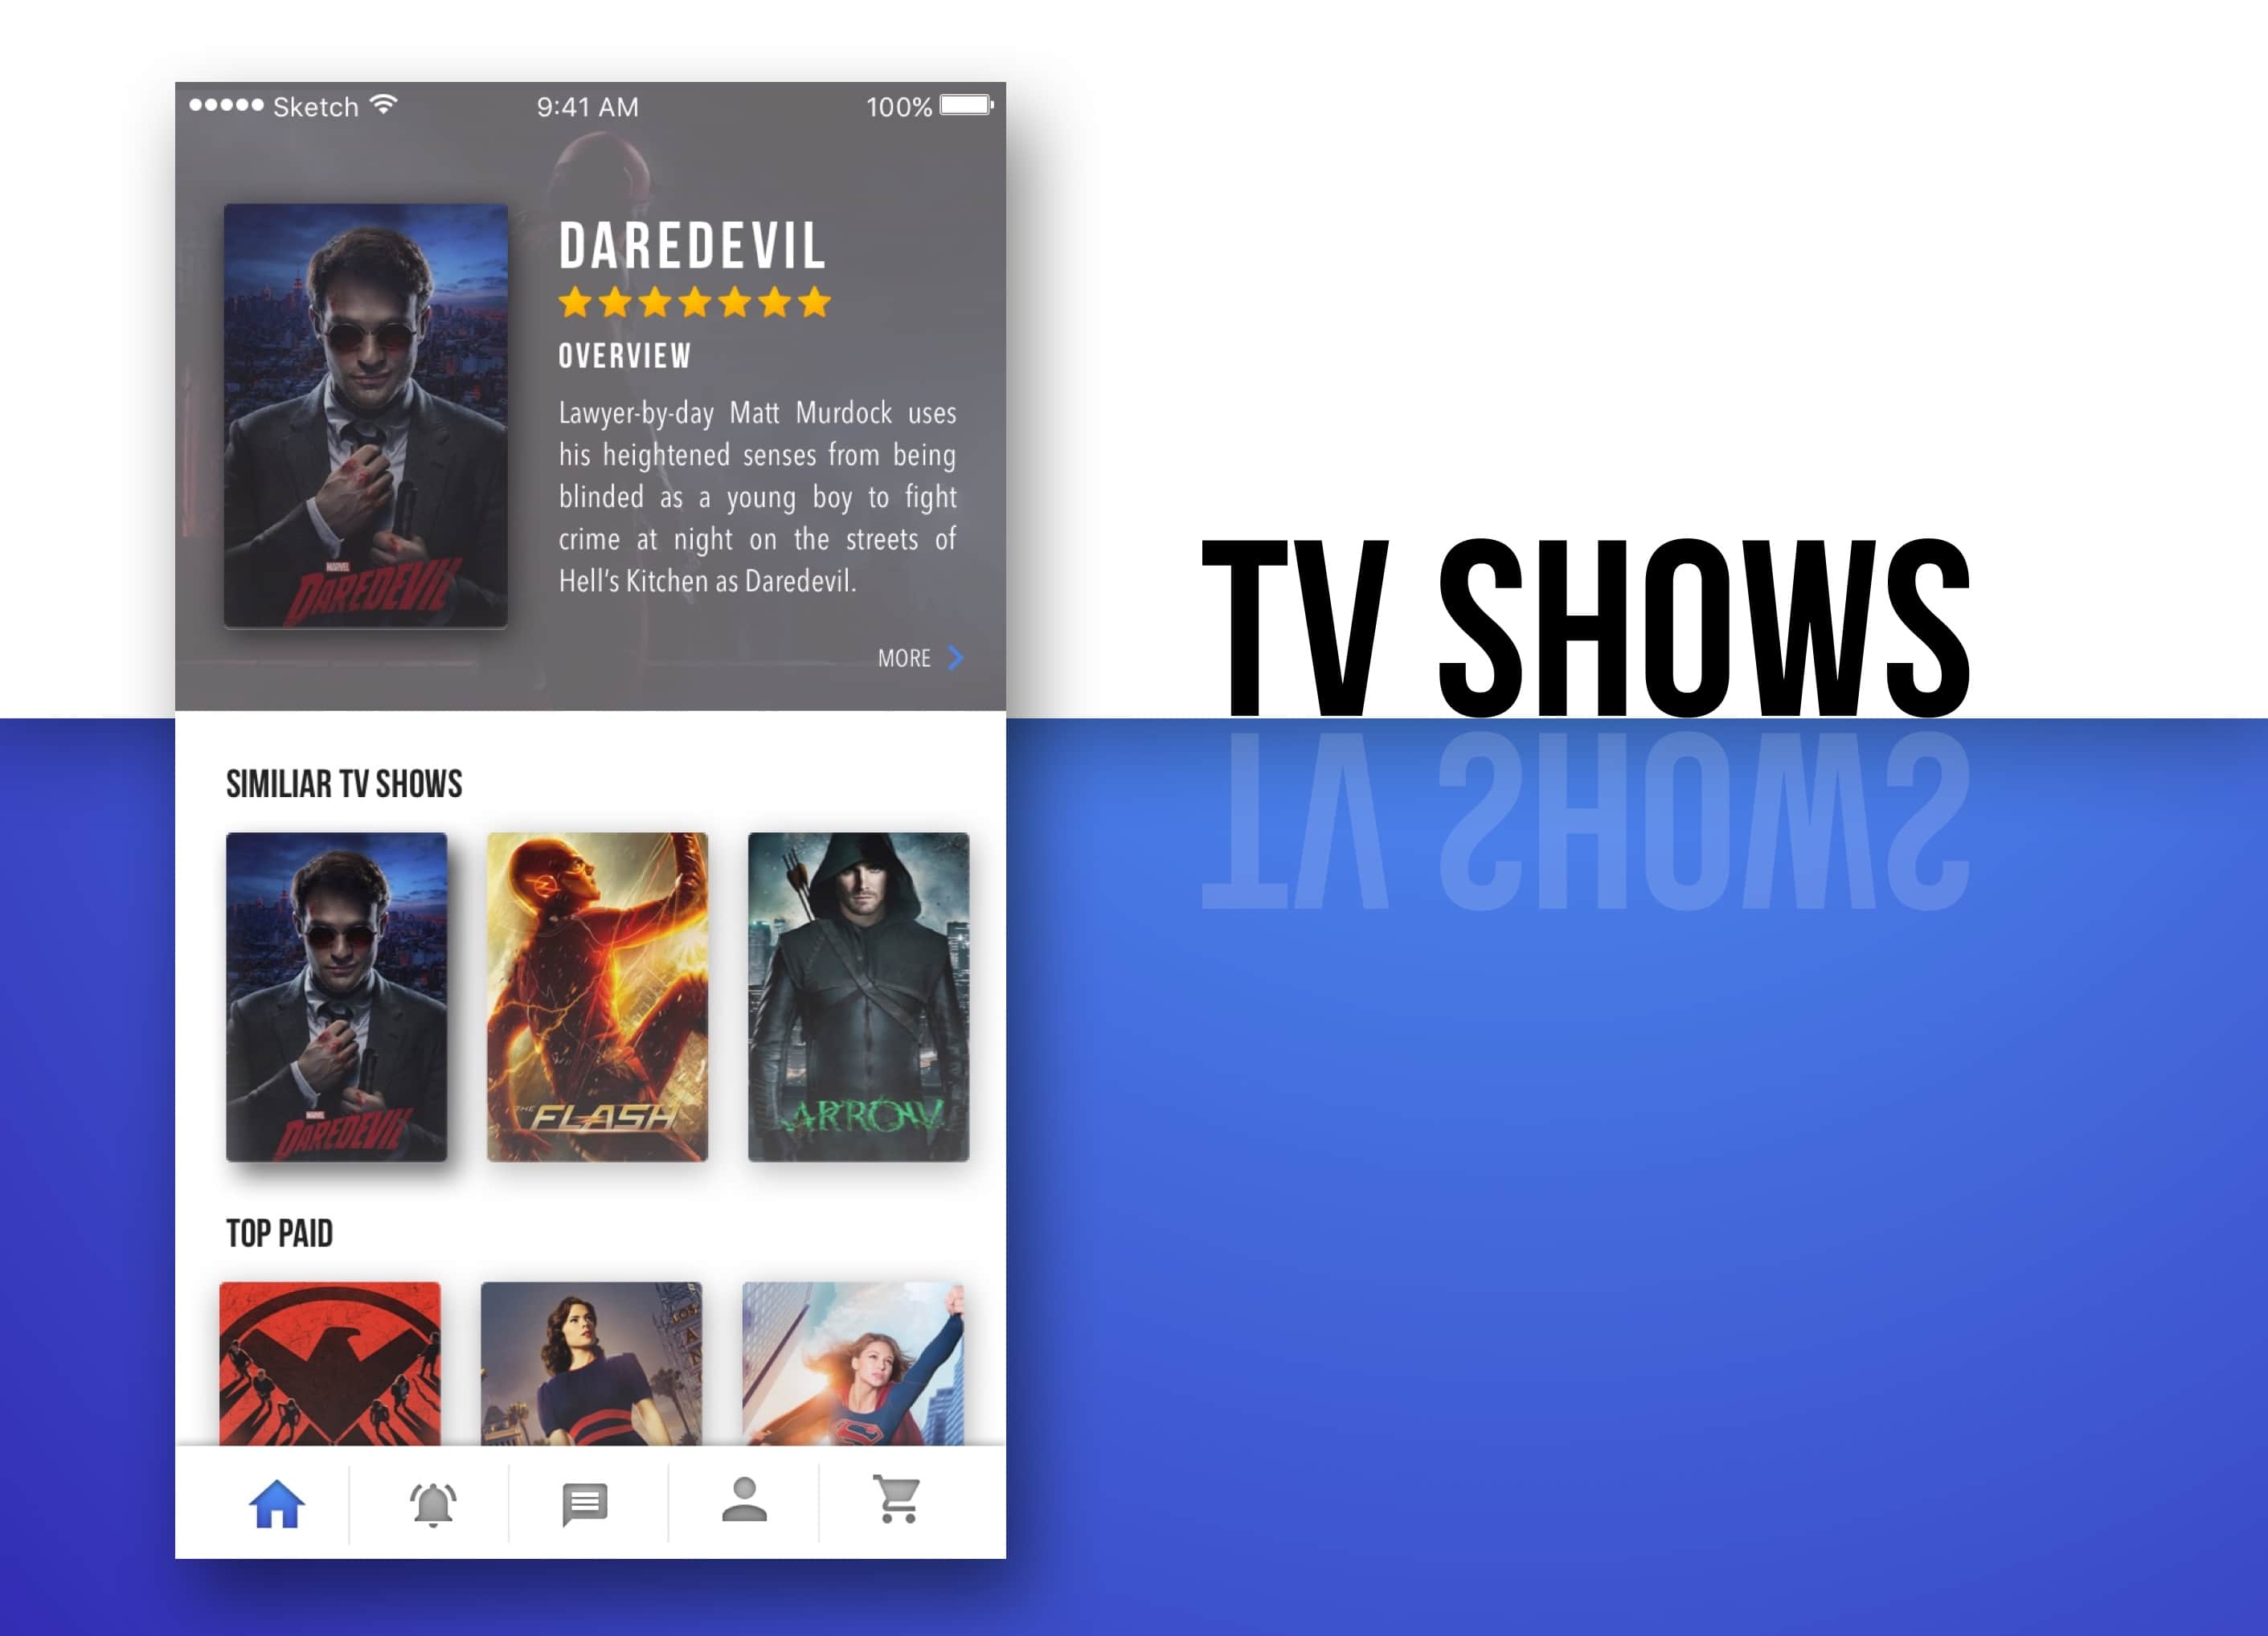 Sketch 9:41 AM 100%
DAREDEVIL
OVERVIEW
Lawyer-by-day Matt Murdock uses
his heightened senses from being
blinded as a young boy to fight
crime at night on the streets of
Hell's Kitchen as Daredevil.
MARVEL
DAREDEVIL
MORE
TV SHOWS
TV SHOWS
SIMILIAR TV SHOWS
MARVEL
DAREDEVIL
THE FLASH
ARROW
TOP PAID